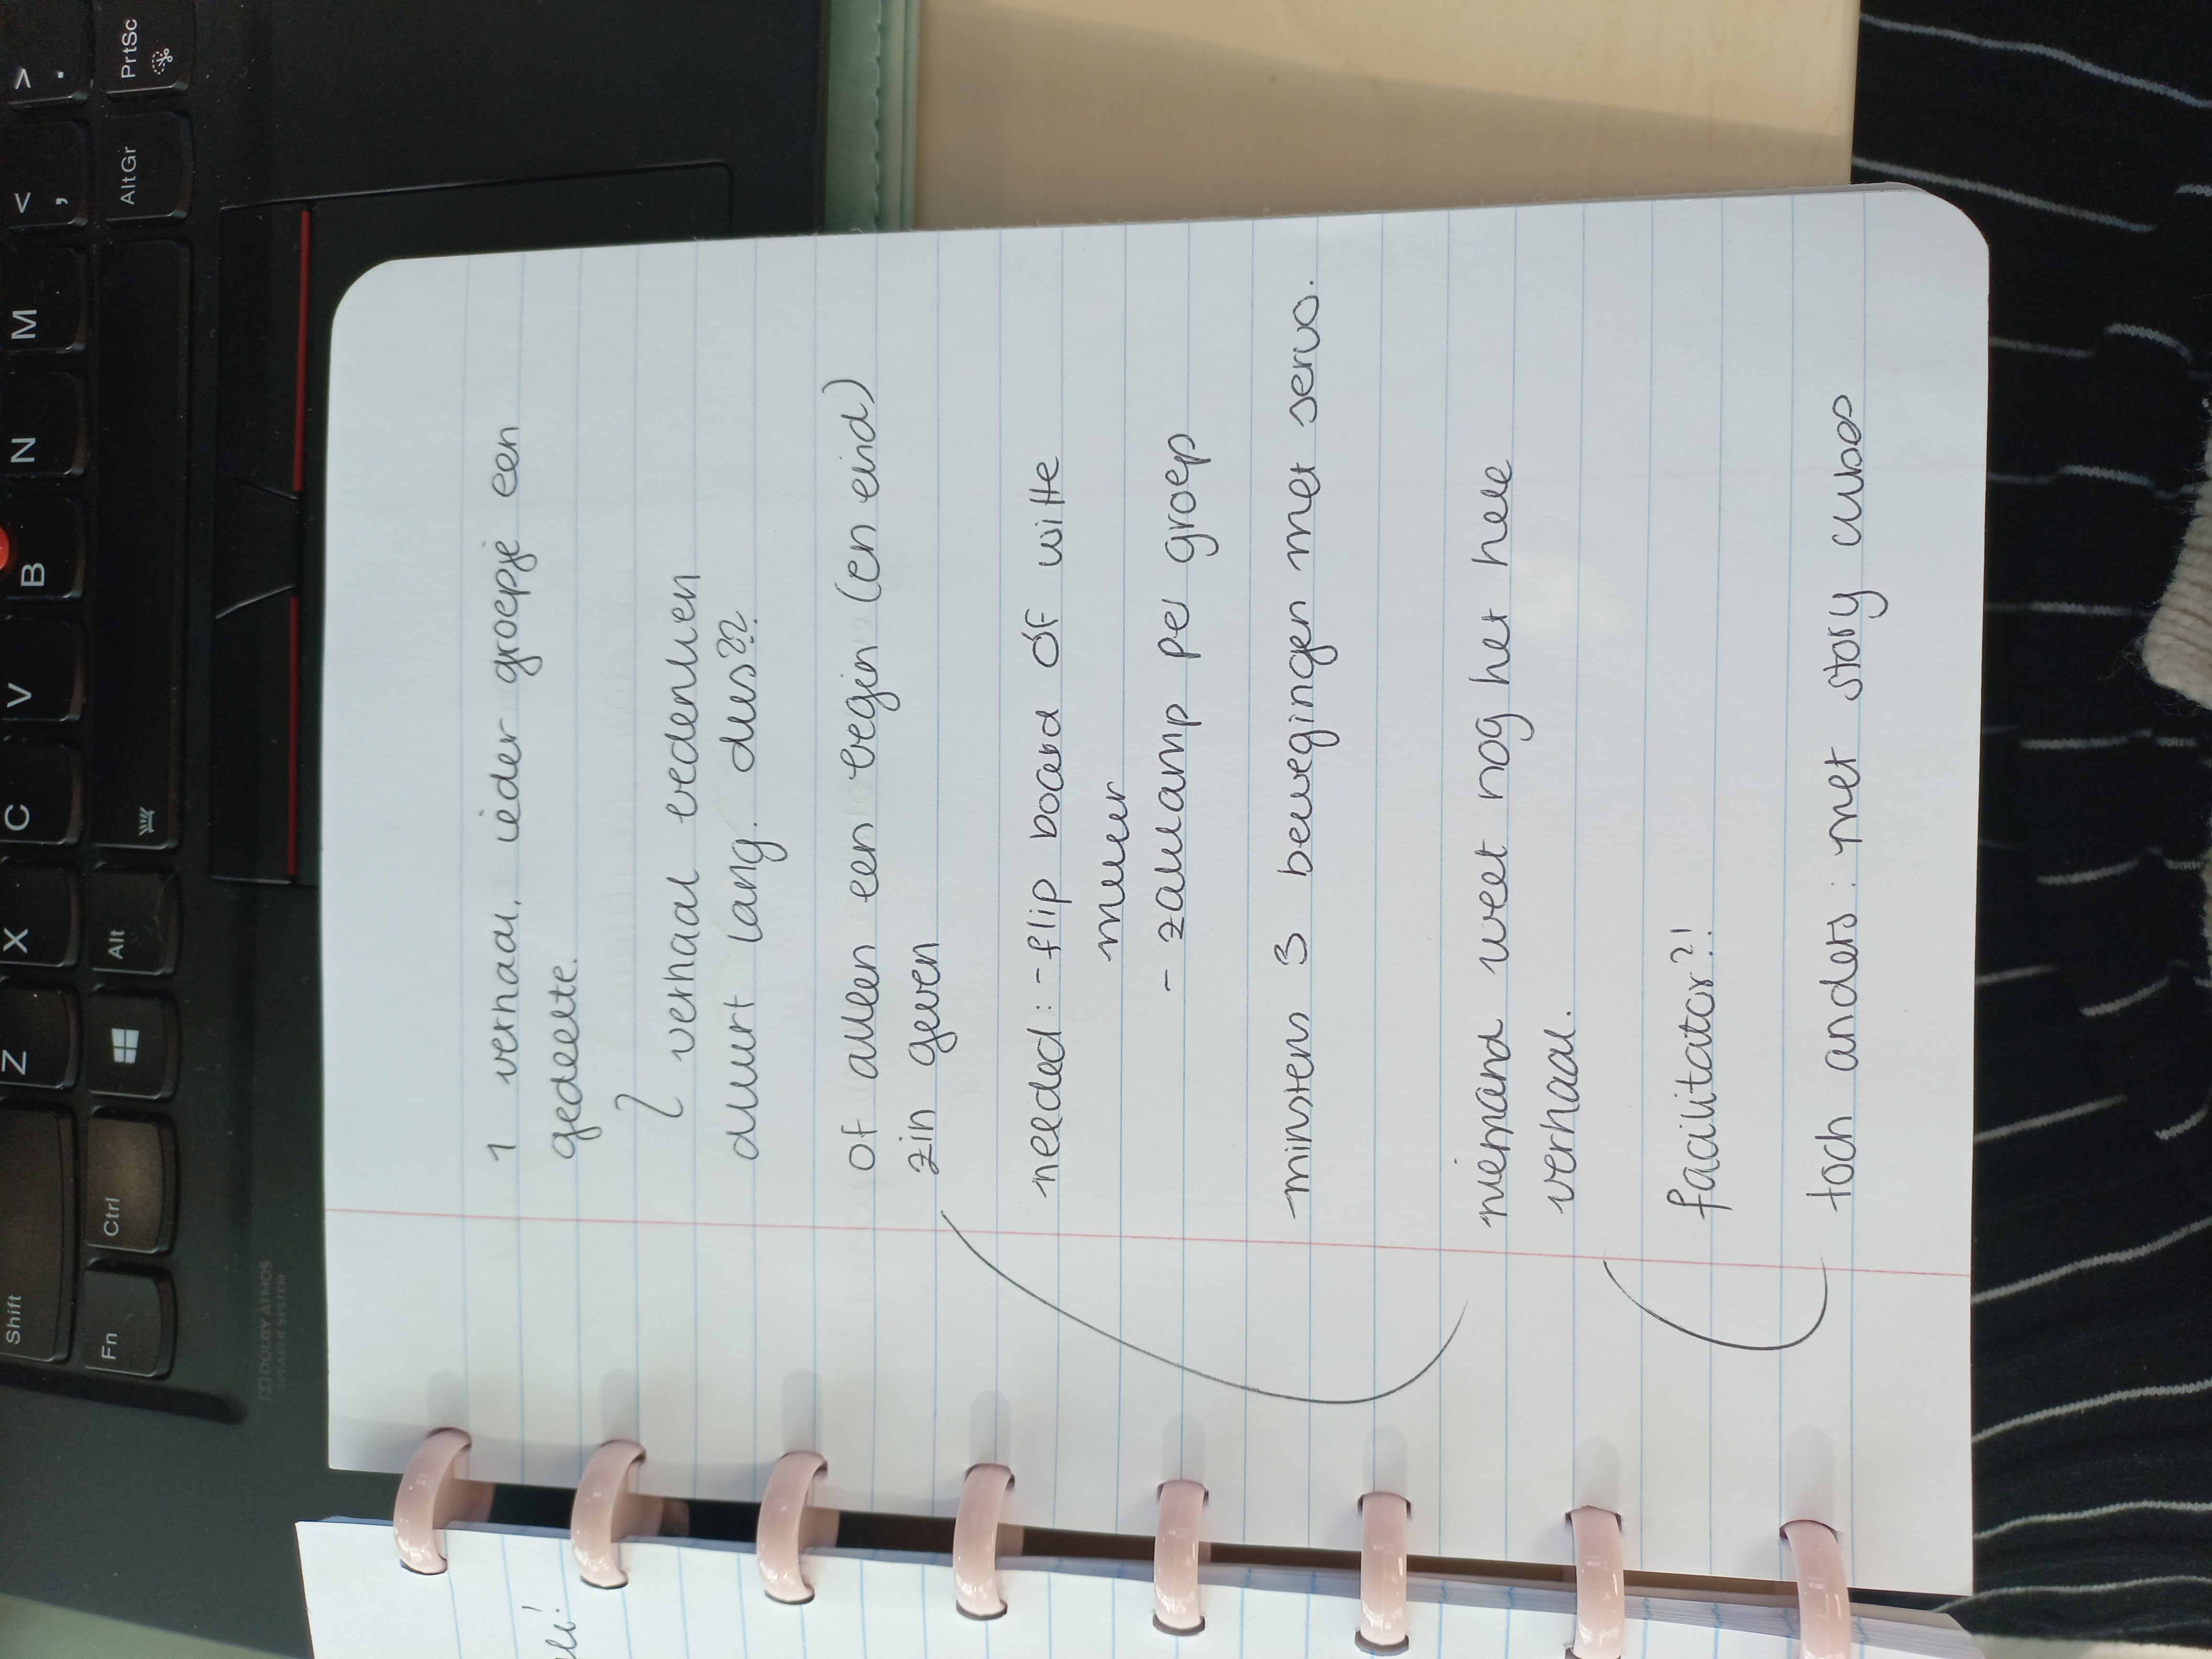 Shift Z X C V B N M < , > .
Fn Ctrl Alt AltGr PrtSc
DOLBY ATMOS
SPEAKER SYSTEM
1 verhaal, ieder groepje een
gedeelte.
verhaal bedenken
duurt lang. dus??
of alleen een begin (en eind)
zin geven
needed: - flip board óf witte
muur
- zaklamp per groep
minstens 3 bewegingen met servo.
niemand weet nog het hele
verhaal.
facilitator?!
toch anders: met story cubes